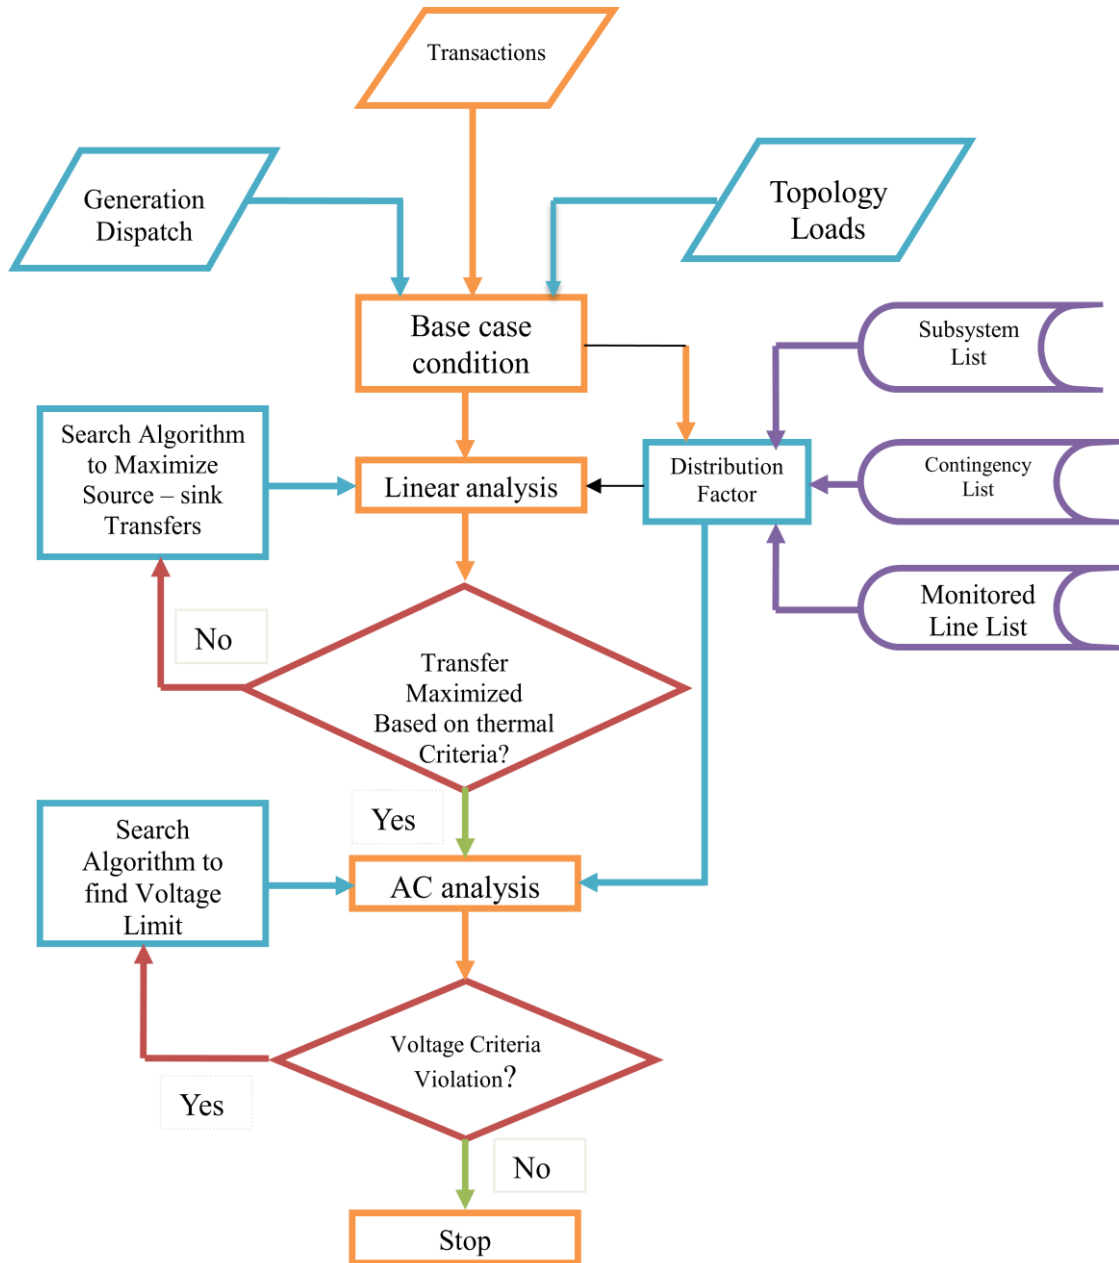 Transactions
Generation
Dispatch
Topology
Loads
Base case
condition
Subsystem
List
Search Algorithm
to Maximize
Source – sink
Transfers
Linear analysis
Distribution
Factor
Contingency
List
Monitored
Line List
No
Transfer
Maximized
Based on thermal
Criteria?
Yes
Search
Algorithm to
find Voltage
Limit
AC analysis
Voltage Criteria
Violation?
Yes
No
Stop